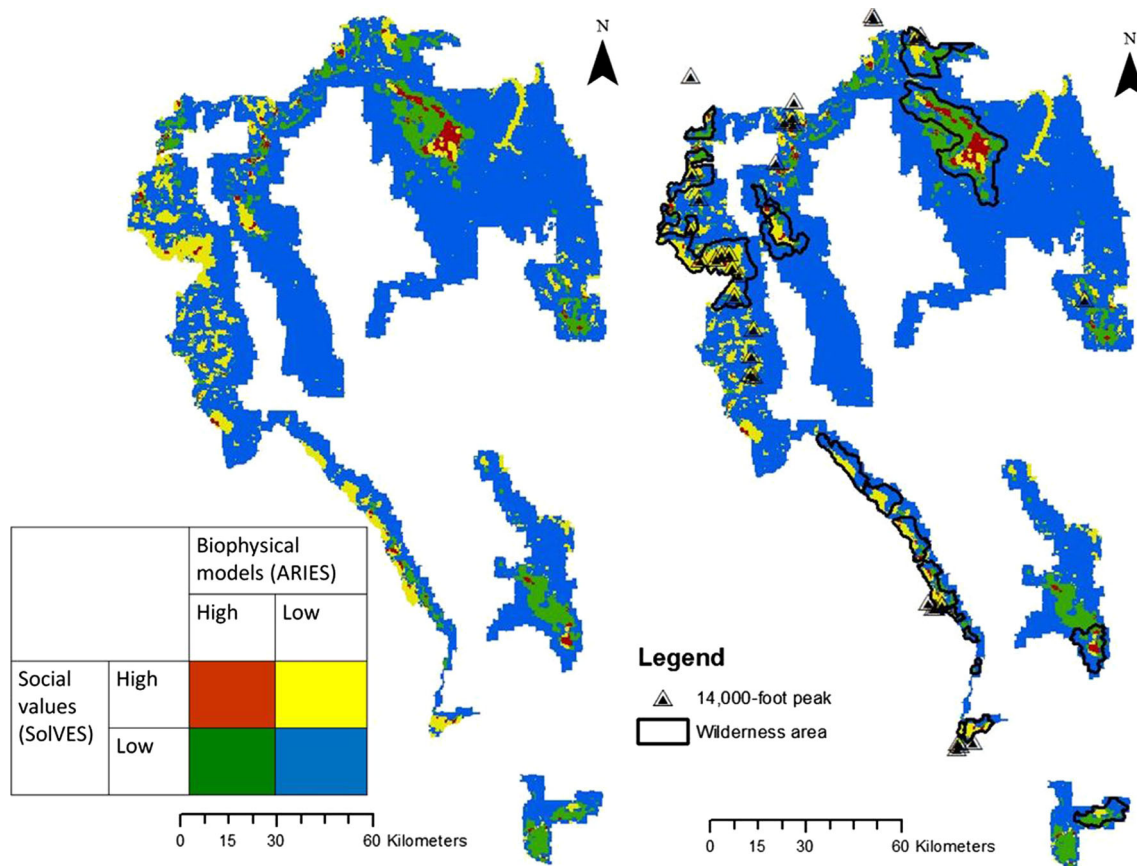 N
N
Biophysical
models (ARIES)
High Low
Social
values
(SolVES)
High
Low
0 15 30 60 Kilometers
Legend
14,000-foot peak
Wilderness area
0 15 30 60 Kilometers